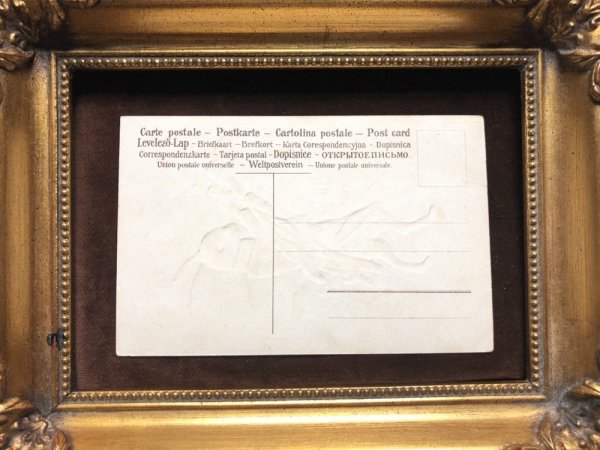 Carte postale – Postkarte – Cartolina postale – Post card
Levelező-Lap – Briefkaart – Brefkort – Karta Corespondencyjna – Dopisnica
Correspondenzkarte – Tarjeta postal – Dopisnice – ОТКРЫТОЕ ПИСЬМО.
Union postale universelle – Weltpostverein. – Unione postale universale.